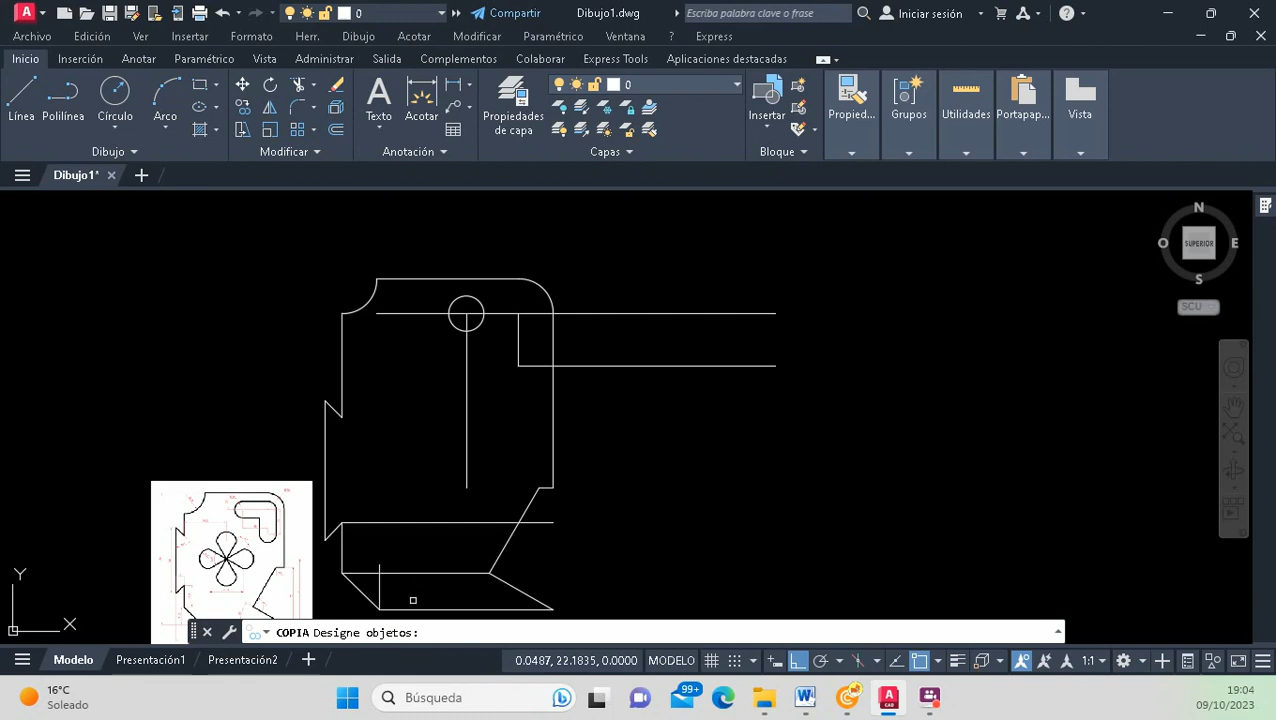 0
Compartir
Dibujo1.dwg
Escriba palabra clave o frase
Iniciar sesión
Archivo
Edición
Ver
Insertar
Formato
Herr.
Dibujo
Acotar
Modificar
Paramétrico
Ventana
?
Express
Inicio
Inserción
Anotar
Paramétrico
Vista
Salida
Administrar
Complementos
Colaborar
Express Tools
Aplicaciones destacadas
Línea
Polilínea
Círculo
Arco
Texto
Acotar
Propiedades
de capa
0
Insertar
Propied...
Grupos
Utilidades
Portapap...
Vista
Dibujo
Modificar
Anotación
Capas
Bloque
Dibujo1*
N
O
SUPERIOR
E
S
SCU
Y
X
COPIA Designe objetos:
Modelo
Presentación1
Presentación2
0.0487, 22.1835, 0.0000
MODELO
1:1
16°C
Soleado
Búsqueda
99+
CAD
19:04
09/10/2023